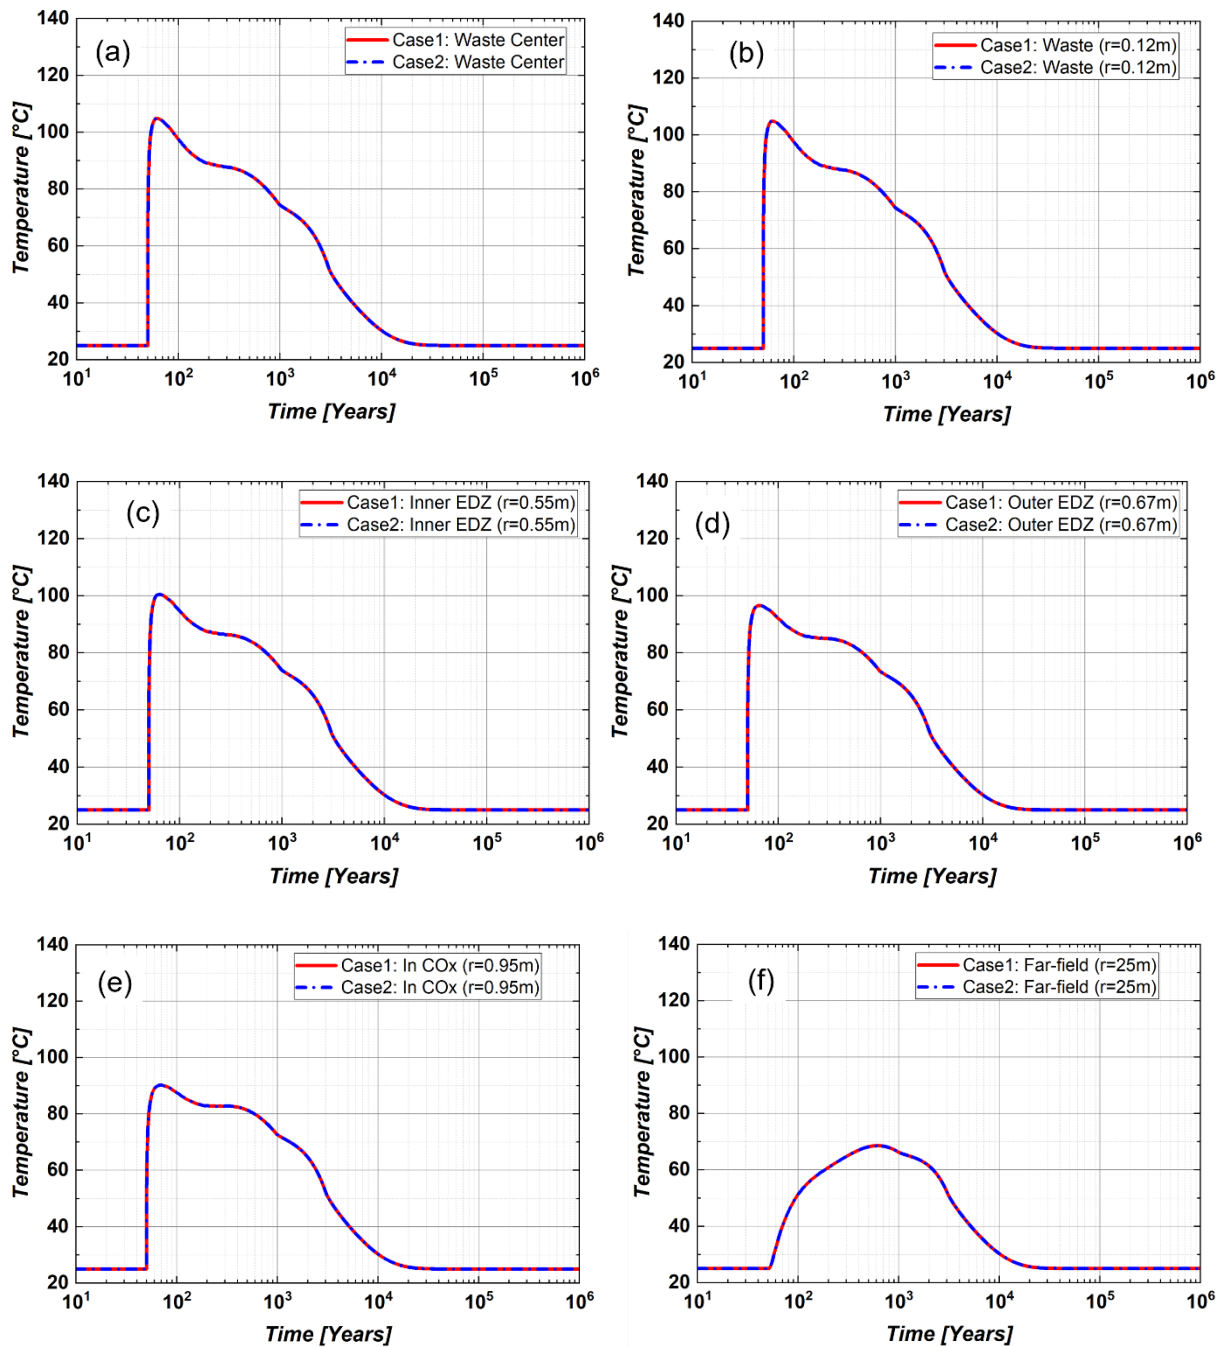 (a)
Case1: Waste Center
Case2: Waste Center
Temperature [°C]
140
120
100
80
60
40
20
10^1 10^2 10^3 10^4 10^5 10^6
Time [Years]
(b)
Case1: Waste (r=0.12m)
Case2: Waste (r=0.12m)
Temperature [°C]
140
120
100
80
60
40
20
10^1 10^2 10^3 10^4 10^5 10^6
Time [Years]
(c)
Case1: Inner EDZ (r=0.55m)
Case2: Inner EDZ (r=0.55m)
Temperature [°C]
140
120
100
80
60
40
20
10^1 10^2 10^3 10^4 10^5 10^6
Time [Years]
(d)
Case1: Outer EDZ (r=0.67m)
Case2: Outer EDZ (r=0.67m)
Temperature [°C]
140
120
100
80
60
40
20
10^1 10^2 10^3 10^4 10^5 10^6
Time [Years]
(e)
Case1: In COx (r=0.95m)
Case2: In COx (r=0.95m)
Temperature [°C]
140
120
100
80
60
40
20
10^1 10^2 10^3 10^4 10^5 10^6
Time [Years]
(f)
Case1: Far-field (r=25m)
Case2: Far-field (r=25m)
Temperature [°C]
140
120
100
80
60
40
20
10^1 10^2 10^3 10^4 10^5 10^6
Time [Years]